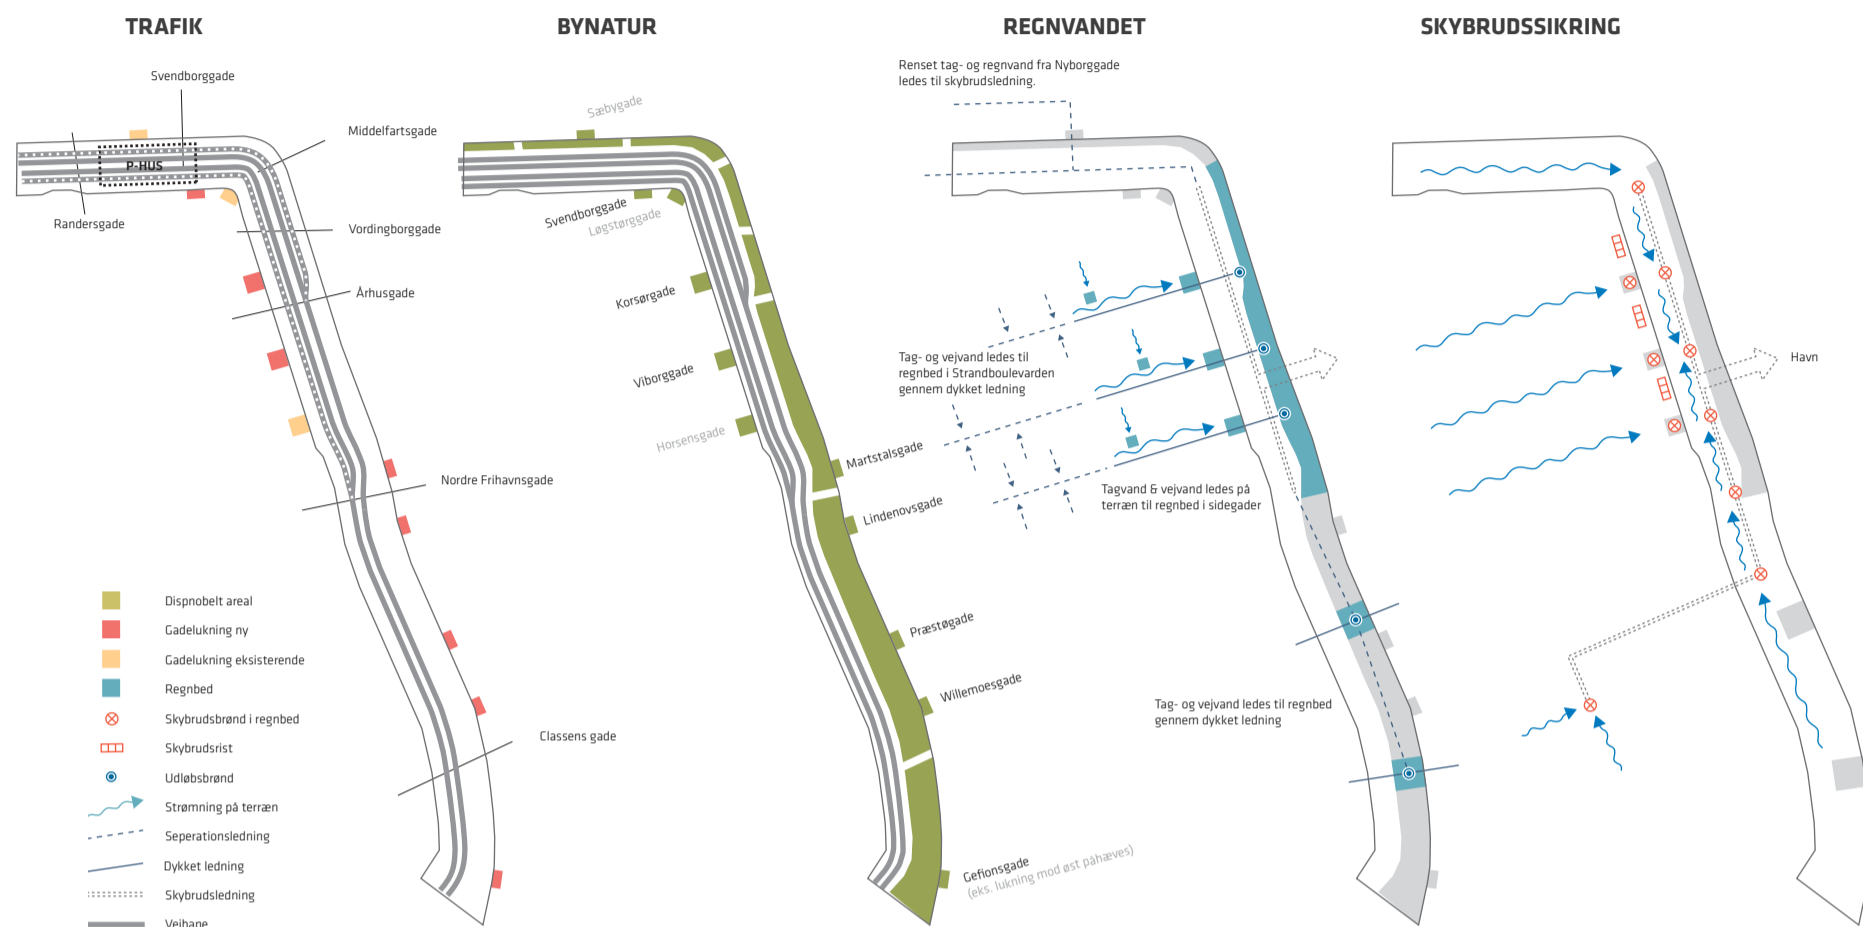 TRAFIK
BYNATUR
REGNVANDET
SKYBRUDSSIKRING
Svendborggade
Middelfartsgade
P-HUS
Randersgade
Vordingborggade
Århusgade
Nordre Frihavnsgade
Classens gade
Dispnobelt areal
Gadelukning ny
Gadelukning eksisterende
Regnbed
Skybrudsbrønd i regnbed
Skybrudsrist
Udløbsbrønd
Strømning på terræn
Seperationsledning
Dykket ledning
Skybrudsledning
Vejbane
Sæbygade
Svendborggade
Løgstørggade
Korsørgade
Viborggade
Horsensgade
Martstalsgade
Lindenovsgade
Præstøgade
Willemoesgade
Gefionsgade
(eks. lukning mod øst påhæves)
Renset tag- og regnvand fra Nyborggade
ledes til skybrudsledning.
Tag- og vejvand ledes til
regnbed i Strandboulevarden
gennem dykket ledning
Tagvand & vejvand ledes på
terræn til regnbed i sidegader
Tag- og vejvand ledes til regnbed
gennem dykket ledning
Havn